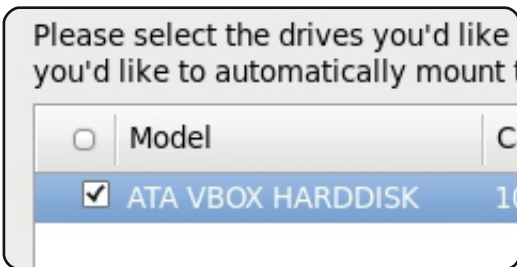 Please select the drives you'd like
you'd like to automatically mount
Model
ATA VBOX HARDDISK